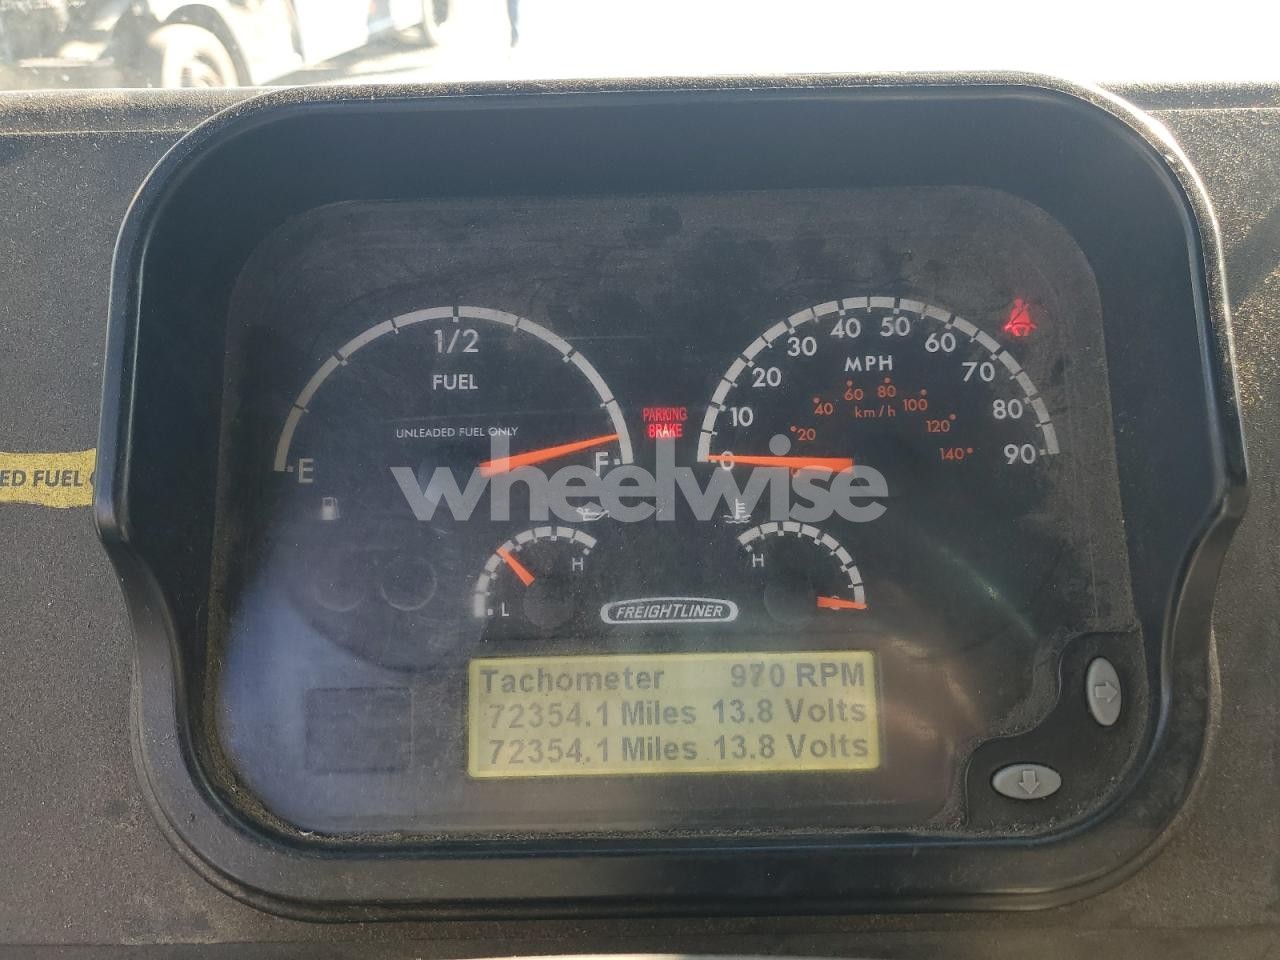 1/2
FUEL
UNLEADED FUEL ONLY
E
F
PARKING
BRAKE
0 10 20 30 40 50 60 70 80 90
MPH
20 40 60 80 100 120 140
km/h
ED FUEL
wheelwise
L
H
H
FREIGHTLINER
Tachometer 970 RPM
72354.1 Miles 13.8 Volts
72354.1 Miles 13.8 Volts